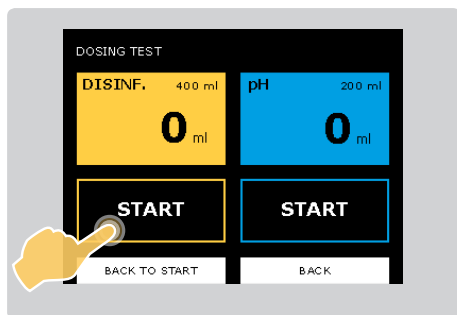 DOSING TEST
DISINF. 400 ml
0 ml
pH 200 ml
0 ml
START
START
BACK TO START
BACK